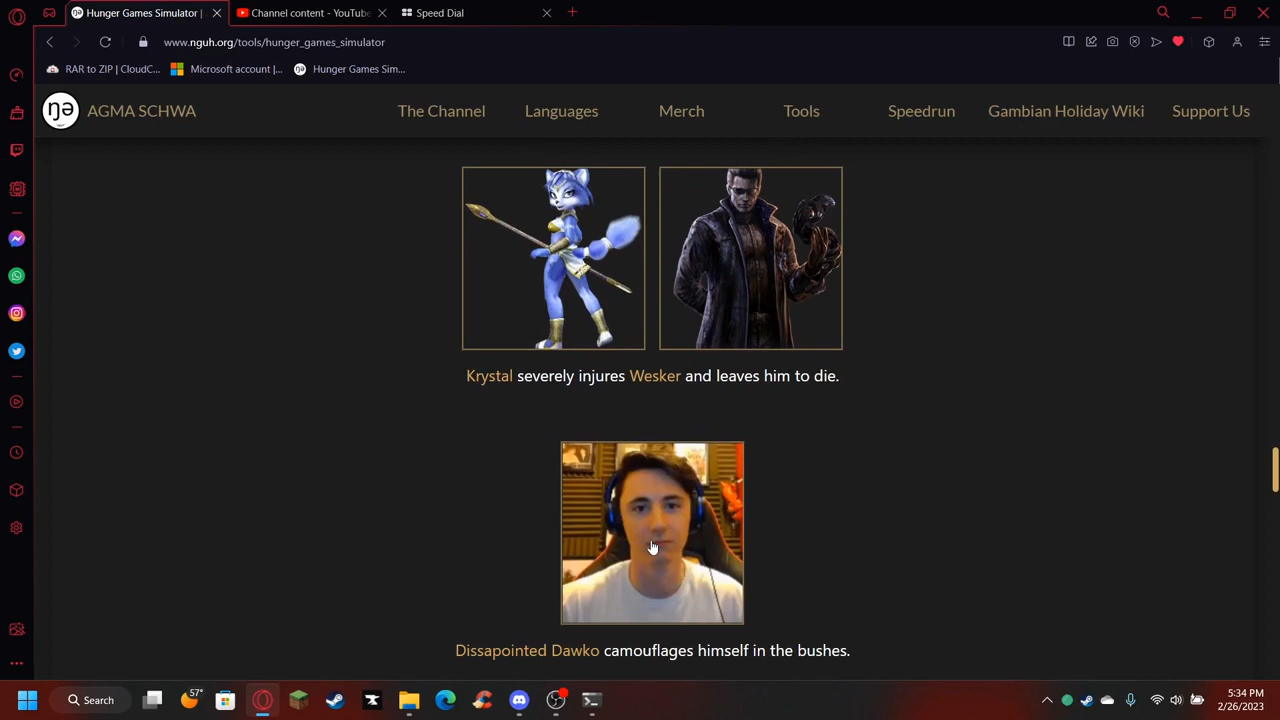 Hunger Games Simulator |
Channel content - YouTube
Speed Dial
www.nguh.org/tools/hunger_games_simulator
RAR to ZIP | CloudC...
Microsoft account |...
Hunger Games Sim...
ŋə
AGMA SCHWA
The Channel
Languages
Merch
Tools
Speedrun
Gambian Holiday Wiki
Support Us
Krystal severely injures Wesker and leaves him to die.
Dissapointed Dawko camouflages himself in the bushes.
Search
57°
5:34 PM
2/26/2023